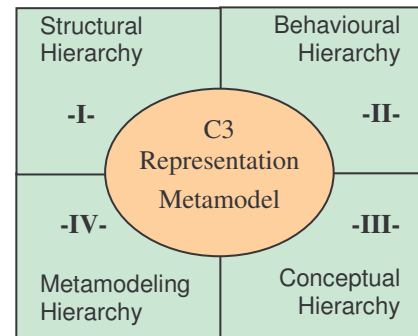 Structural
Hierarchy
-I-
Behavioural
Hierarchy
-II-
C3
Representation
Metamodel
-IV-
Metamodeling
Hierarchy
-III-
Conceptual
Hierarchy